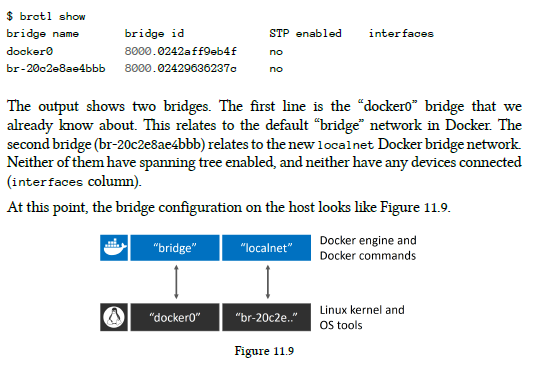 $ brctl show
bridge name bridge id STP enabled interfaces
docker0 8000.0242aff9eb4f no
br-20c2e8ae4bbb 8000.02429636237c no
The output shows two bridges. The first line is the “docker0” bridge that we
already know about. This relates to the default “bridge” network in Docker. The
second bridge (br-20c2e8ae4bbb) relates to the new localnet Docker bridge network.
Neither of them have spanning tree enabled, and neither have any devices connected
(interfaces column).
At this point, the bridge configuration on the host looks like Figure 11.9.
“bridge” “localnet” Docker engine and
Docker commands
“docker0” “br-20c2e..” Linux kernel and
OS tools
Figure 11.9